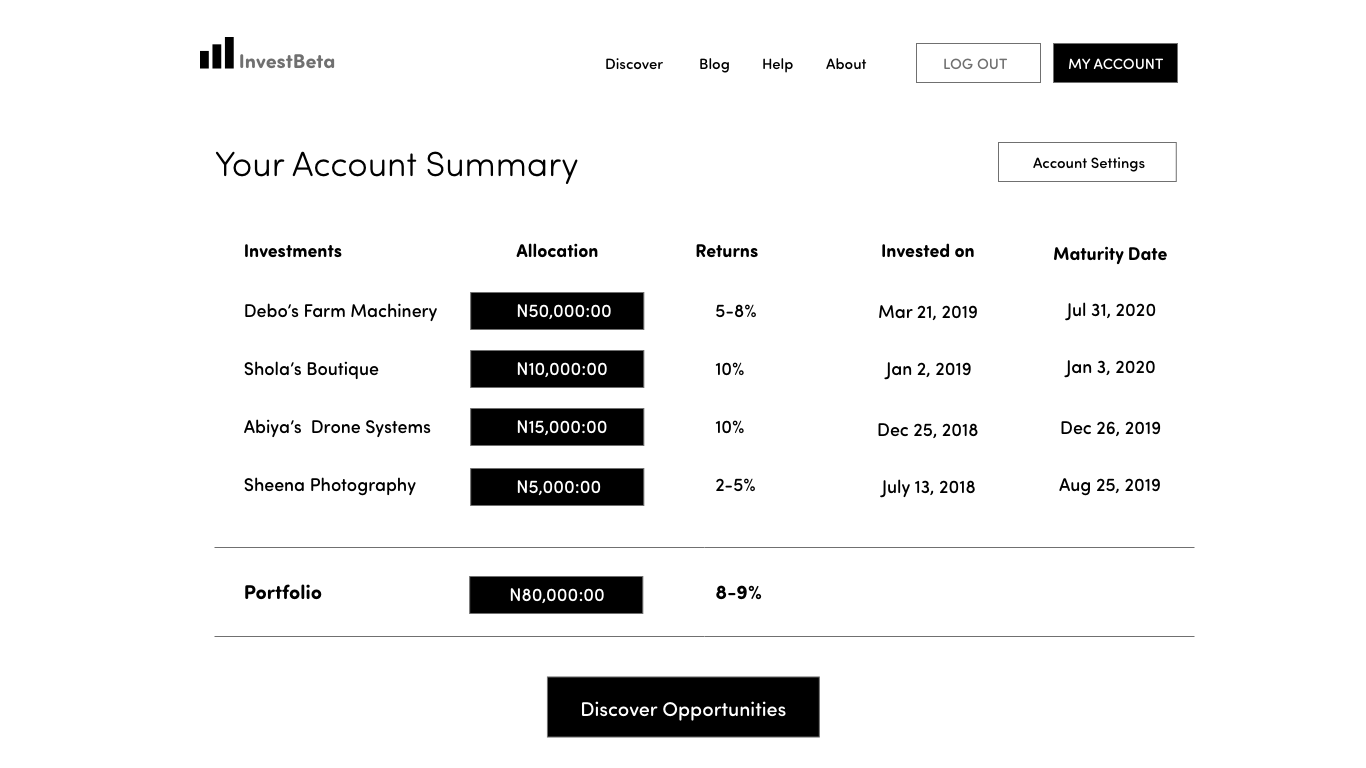 InvestBeta Discover Blog Help About LOG OUT MY ACCOUNT
Your Account Summary Account Settings
Investments Allocation Returns Invested on Maturity Date
Debo’s Farm Machinery N50,000:00 5-8% Mar 21, 2019 Jul 31, 2020
Shola’s Boutique N10,000:00 10% Jan 2, 2019 Jan 3, 2020
Abiya’s Drone Systems N15,000:00 10% Dec 25, 2018 Dec 26, 2019
Sheena Photography N5,000:00 2-5% July 13, 2018 Aug 25, 2019
Portfolio N80,000:00 8-9%
Discover Opportunities